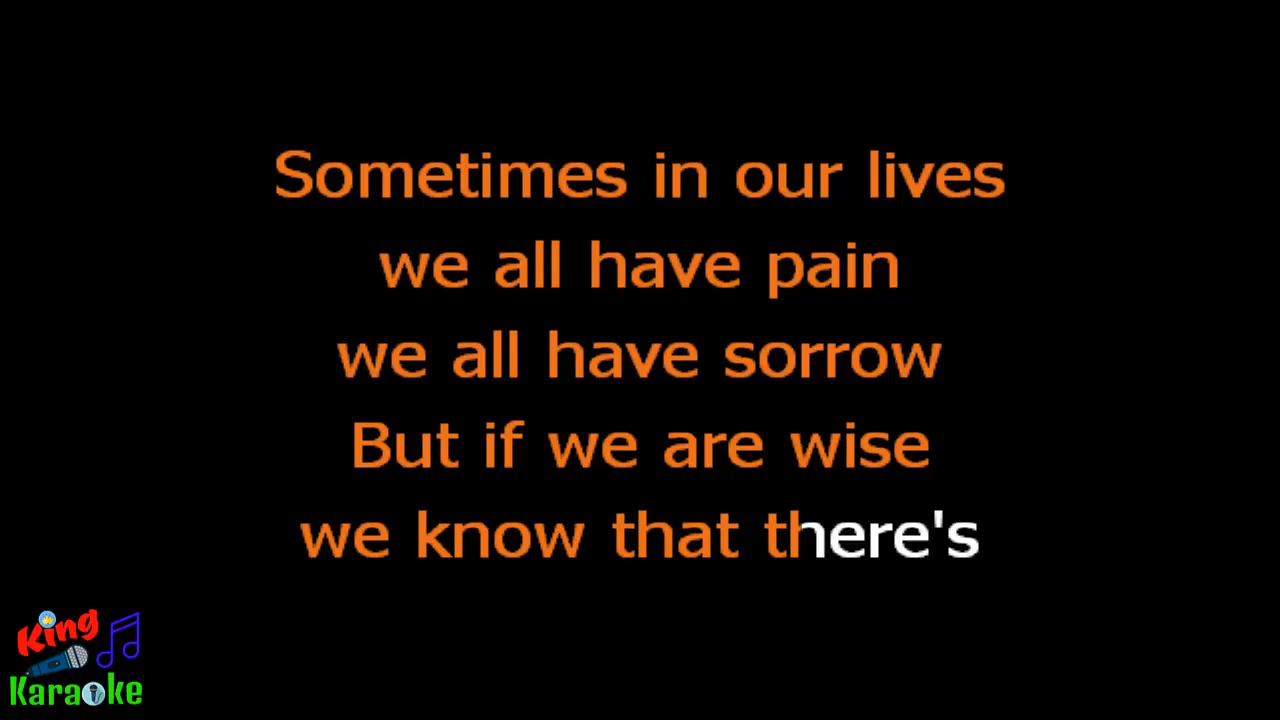 Sometimes in our lives
we all have pain
we all have sorrow
But if we are wise
we know that there's
King
Karaoke